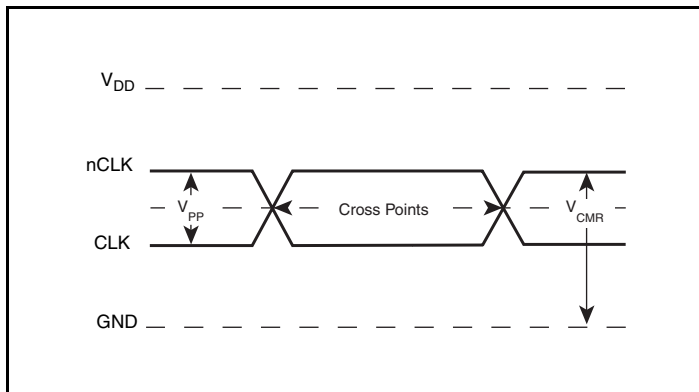 VDD
nCLK
VPP
Cross Points
VCMR
CLK
GND